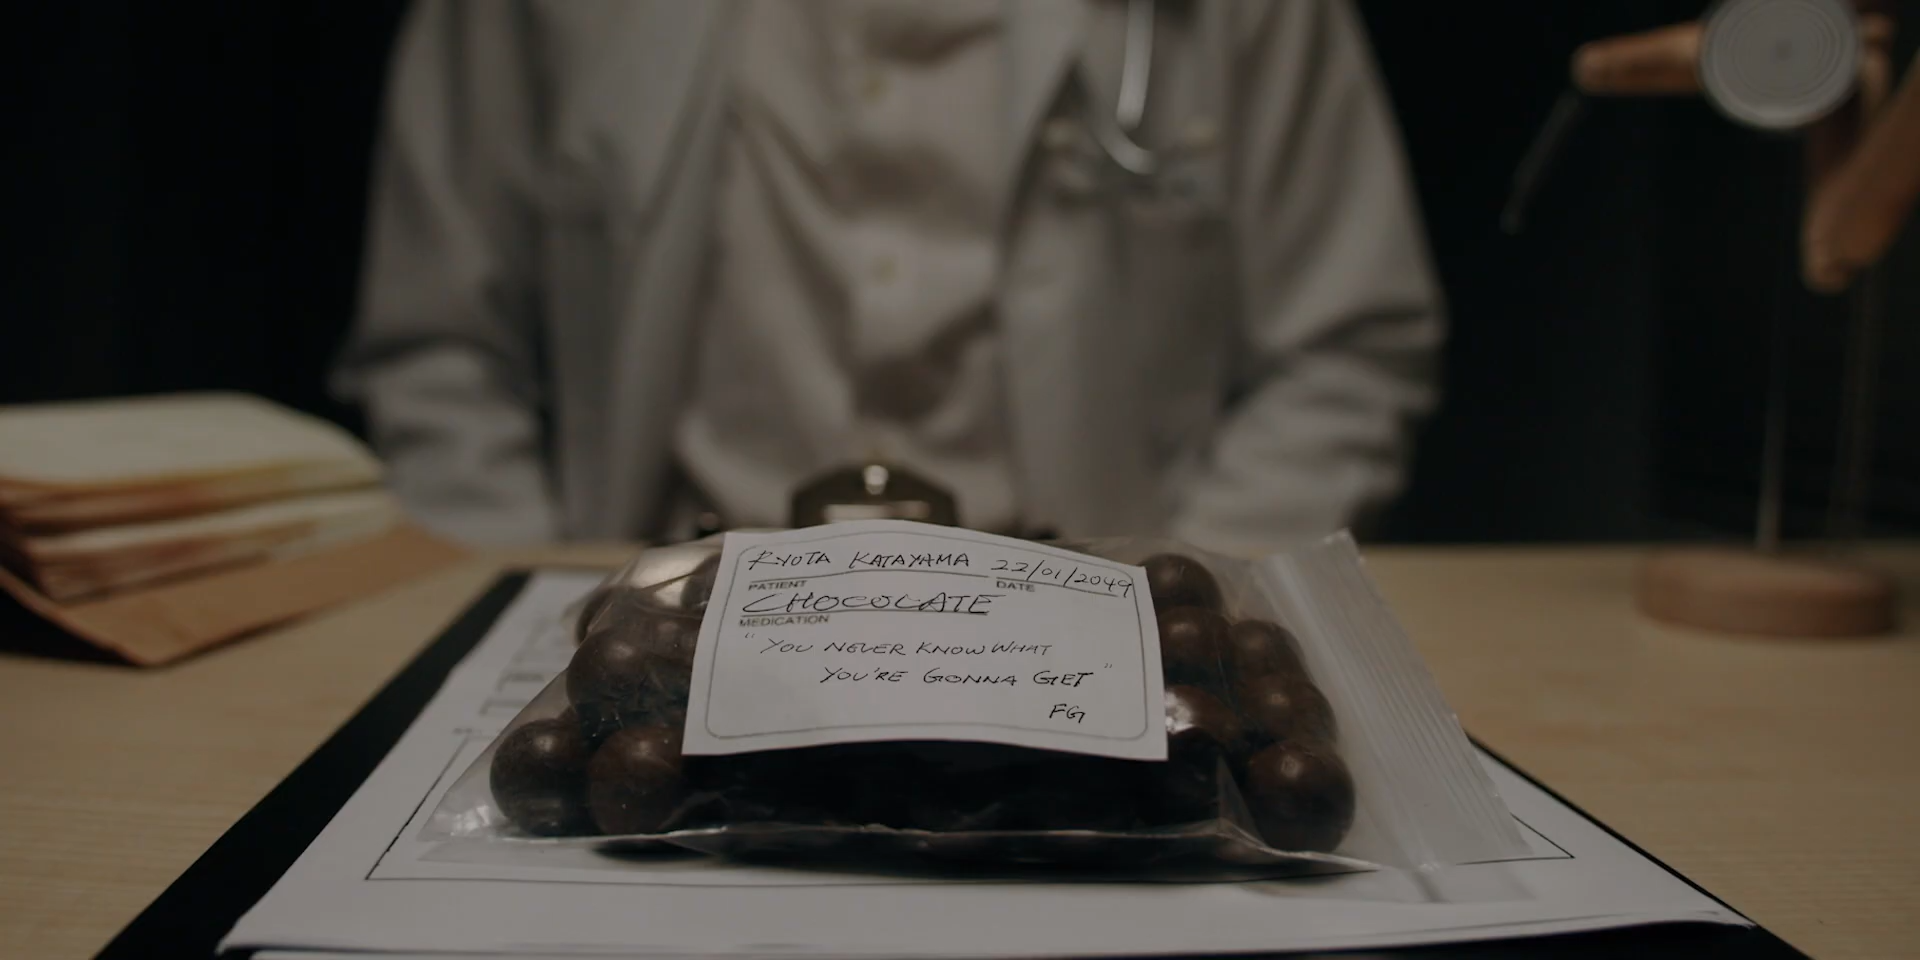 RYOTA KATAYAMA 22/01/2049
PATIENT DATE
CHOCOLATE
MEDICATION
"YOU NEVER KNOW WHAT
YOU'RE GONNA GET"
FG